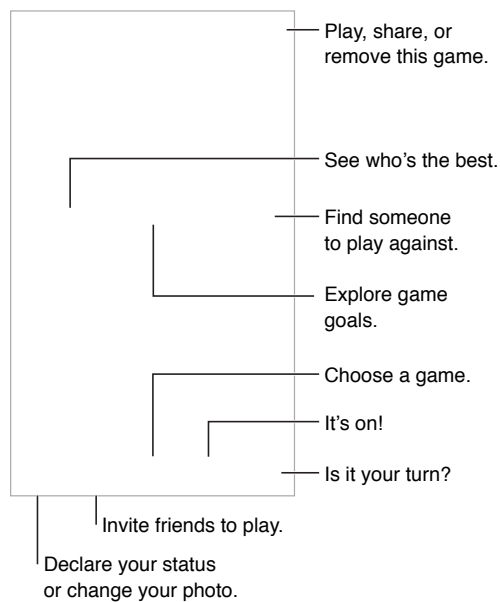 Play, share, or
remove this game.
See who's the best.
Find someone
to play against.
Explore game
goals.
Choose a game.
It's on!
Is it your turn?
Invite friends to play.
Declare your status
or change your photo.